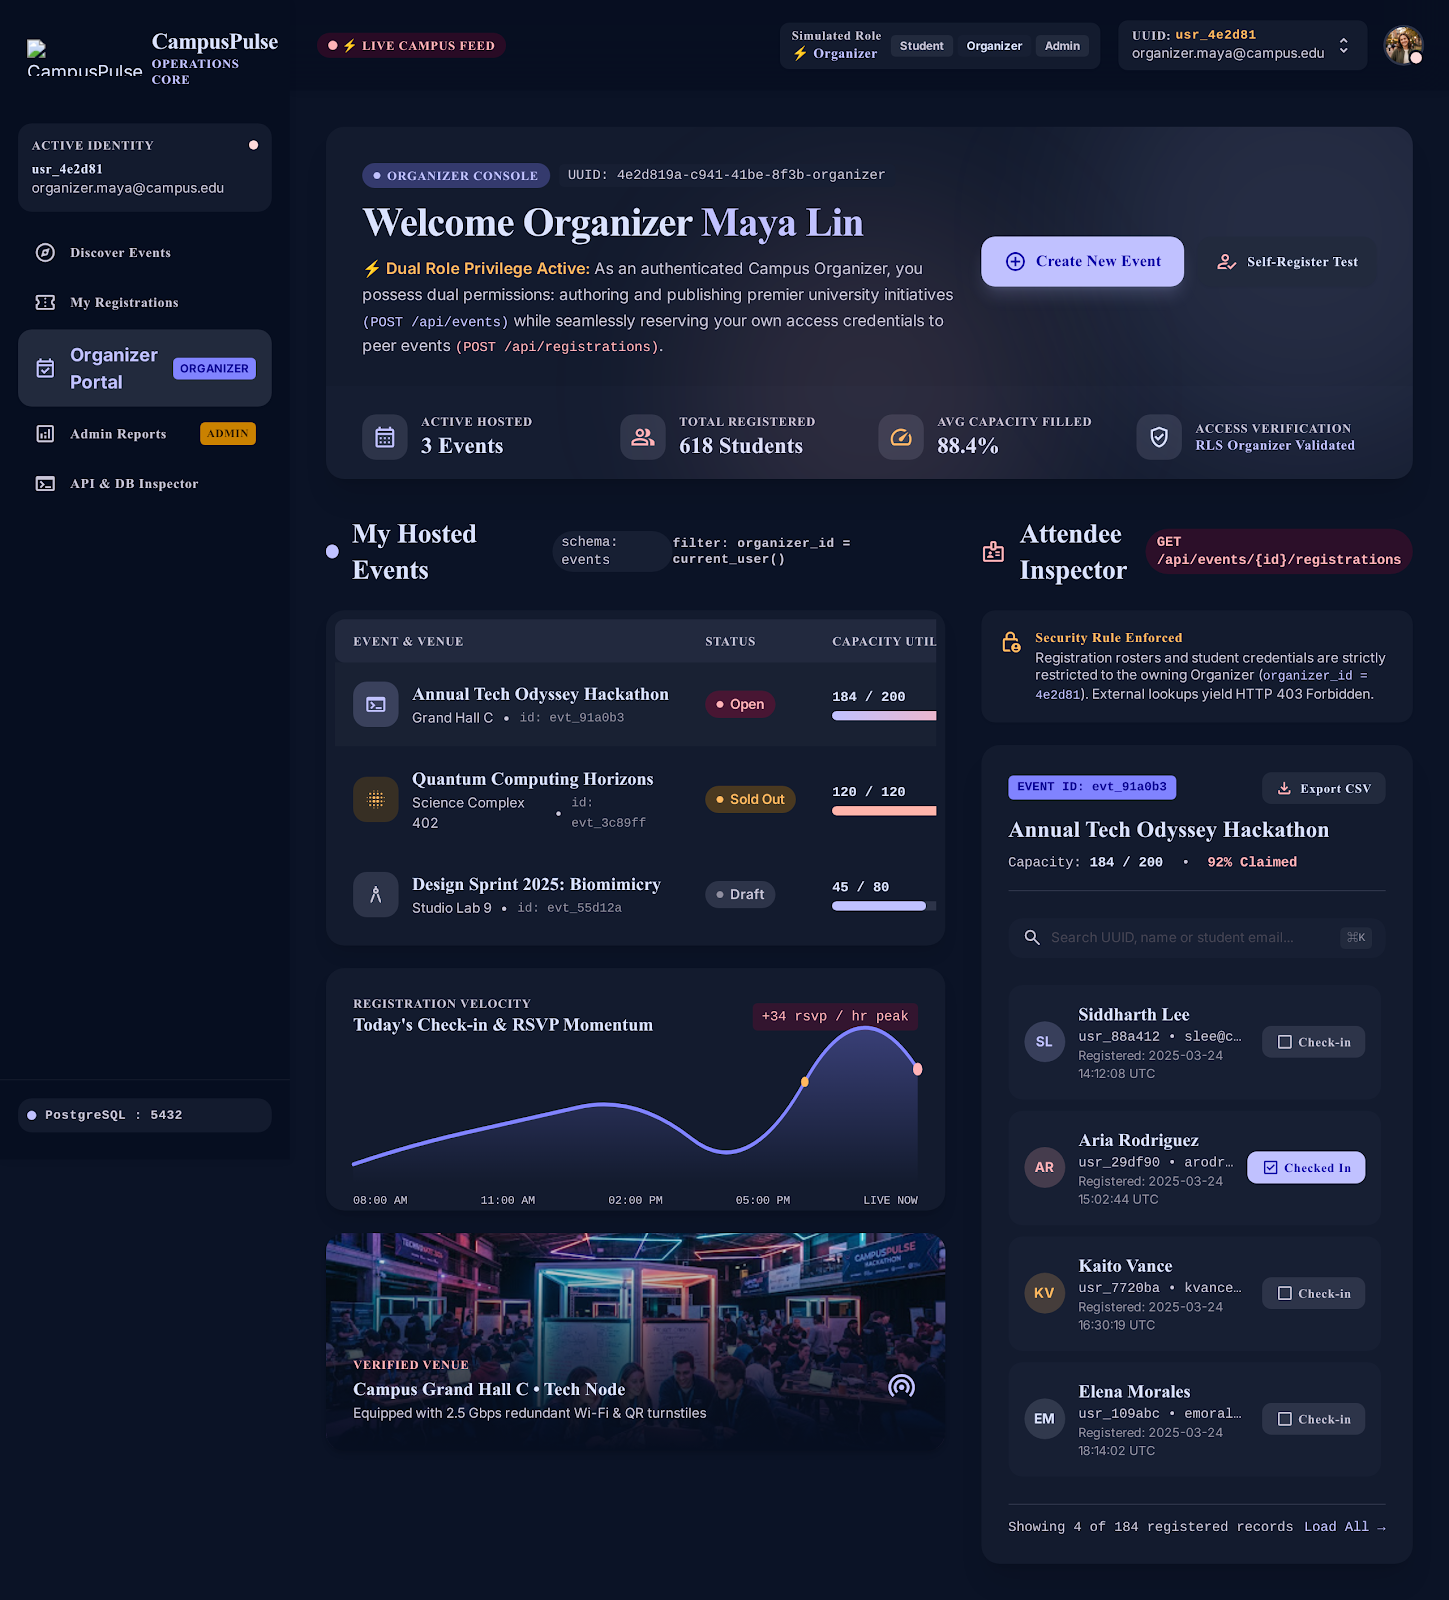 CampusPulse
CampusPulse
OPERATIONS
CORE
⚡ LIVE CAMPUS FEED
Simulated Role
⚡ Organizer
Student
Organizer
Admin
UUID: usr_4e2d81
organizer.maya@campus.edu
ACTIVE IDENTITY
usr_4e2d81
organizer.maya@campus.edu
Discover Events
My Registrations
Organizer
Portal
ORGANIZER
Admin Reports
ADMIN
API & DB Inspector
PostgreSQL : 5432
ORGANIZER CONSOLE
UUID: 4e2d819a-c941-41be-8f3b-organizer
Welcome Organizer Maya Lin
⚡ Dual Role Privilege Active: As an authenticated Campus Organizer, you
possess dual permissions: authoring and publishing premier university initiatives
(POST /api/events) while seamlessly reserving your own access credentials to
peer events (POST /api/registrations).
Create New Event
Self-Register Test
ACTIVE HOSTED
3 Events
TOTAL REGISTERED
618 Students
AVG CAPACITY FILLED
88.4%
ACCESS VERIFICATION
RLS Organizer Validated
My Hosted
Events
schema:
events
filter: organizer_id =
current_user()
EVENT & VENUE
STATUS
CAPACITY UTIL
Annual Tech Odyssey Hackathon
Grand Hall C • id: evt_91a0b3
Open
184 / 200
Quantum Computing Horizons
Science Complex
402
• id:
evt_3c89ff
Sold Out
120 / 120
Design Sprint 2025: Biomimicry
Studio Lab 9 • id: evt_55d12a
Draft
45 / 80
REGISTRATION VELOCITY
Today's Check-in & RSVP Momentum
+34 rsvp / hr peak
08:00 AM
11:00 AM
02:00 PM
05:00 PM
LIVE NOW
CAMPUSPULSE
HACKATHON
VERIFIED VENUE
Campus Grand Hall C • Tech Node
Equipped with 2.5 Gbps redundant Wi-Fi & QR turnstiles
Attendee
Inspector
GET
/api/events/{id}/registrations
Security Rule Enforced
Registration rosters and student credentials are strictly
restricted to the owning Organizer (organizer_id =
4e2d81). External lookups yield HTTP 403 Forbidden.
EVENT ID: evt_91a0b3
Export CSV
Annual Tech Odyssey Hackathon
Capacity: 184 / 200 • 92% Claimed
Search UUID, name or student email...
⌘K
SL
Siddharth Lee
usr_88a412 • slee@c…
Registered: 2025-03-24
14:12:08 UTC
Check-in
AR
Aria Rodriguez
usr_29df90 • arodr…
Registered: 2025-03-24
15:02:44 UTC
Checked In
KV
Kaito Vance
usr_7720ba • kvance…
Registered: 2025-03-24
16:30:19 UTC
Check-in
EM
Elena Morales
usr_109abc • emoral…
Registered: 2025-03-24
18:14:02 UTC
Check-in
Showing 4 of 184 registered records
Load All →